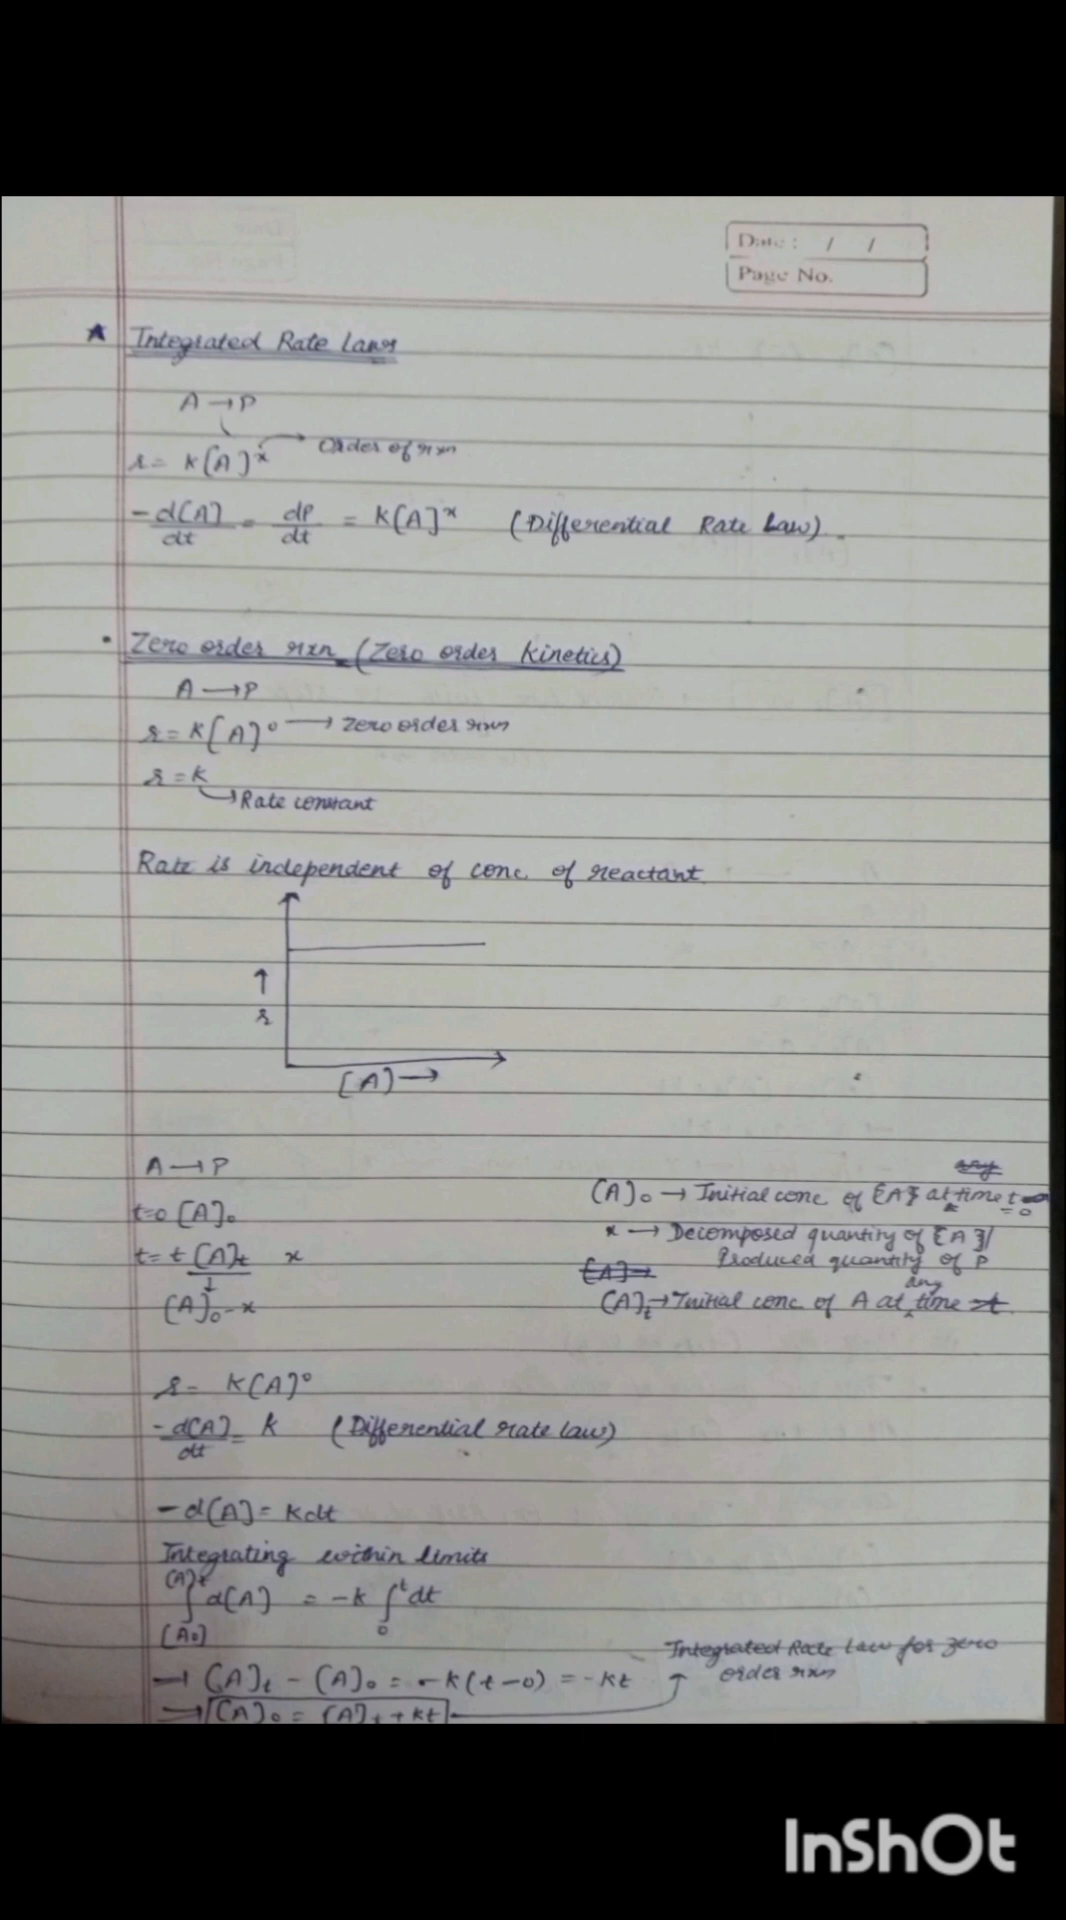 Date: / /
Page No.
★ Integrated Rate Laws
A → P
r = K[A]^x → Order of rxn
-d[A]/dt = dP/dt = K[A]^x (Differential Rate Law).
• Zero order rxn (Zero order Kinetics)
A → P
r = K[A]⁰ → Zero order rxn
r = K
→ Rate constant
Rate is independent of conc of reactant
↑
r
[A] →
A → P
t=0 [A]₀
t=t [A]t x
↓
[A]₀-x
any
[A]₀ → Initial conc of [A] at time t=0
x → Decomposed quantity of [A]/
Produced quantity of P
[A]→
any
[A]t → Initial conc of A at time t
r = K[A]⁰
-d[A]/dt = K (Differential rate law)
-d[A] = Kdt
Integrating within limits
∫ [A₀] [A]t d[A] = -K ∫ 0 t dt
→ [A]t - [A]₀ = -K(t-0) = -Kt
→ [A]₀ = [A]t + Kt
Integrated Rate Law for zero
order rxn
InShOt